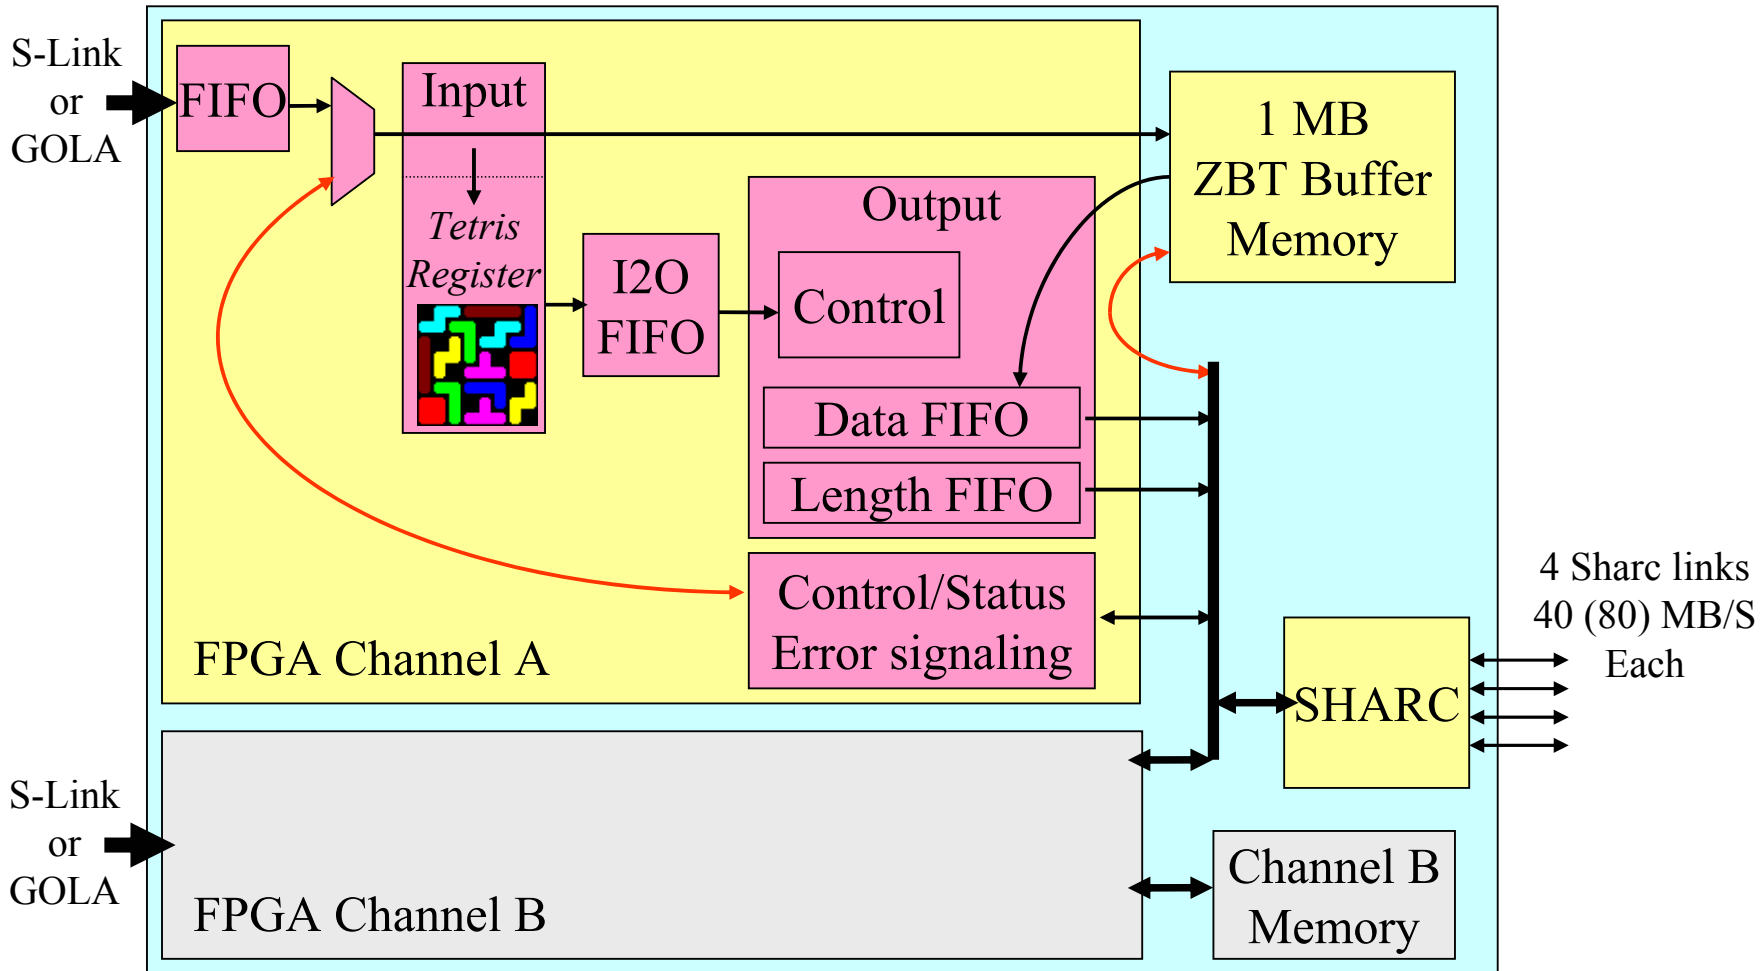 S-Link
or
GOLA
FIFO
Input
Tetris
Register
I2O
FIFO
Output
Control
Data FIFO
Length FIFO
Control/Status
Error signaling
FPGA Channel A
1 MB
ZBT Buffer
Memory
4 Sharc links
40 (80) MB/S
Each
SHARC
S-Link
or
GOLA
FPGA Channel B
Channel B
Memory